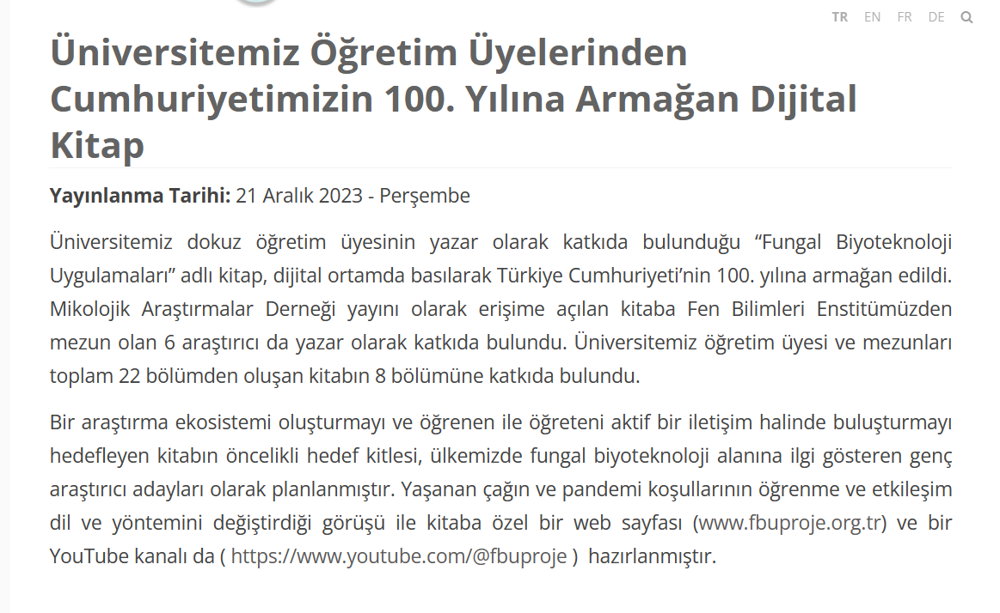 TR EN FR DE
Üniversitemiz Öğretim Üyelerinden
Cumhuriyetimizin 100. Yılına Armağan Dijital
Kitap
Yayınlanma Tarihi: 21 Aralık 2023 - Perşembe
Üniversitemiz dokuz öğretim üyesinin yazar olarak katkıda bulunduğu “Fungal Biyoteknoloji
Uygulamaları” adlı kitap, dijital ortamda basılarak Türkiye Cumhuriyeti’nin 100. yılına armağan edildi.
Mikolojik Araştırmalar Derneği yayını olarak erişime açılan kitaba Fen Bilimleri Enstitümüzden
mezun olan 6 araştırıcı da yazar olarak katkıda bulundu. Üniversitemiz öğretim üyesi ve mezunları
toplam 22 bölümden oluşan kitabın 8 bölümüne katkıda bulundu.
Bir araştırma ekosistemi oluşturmayı ve öğrenen ile öğreteni aktif bir iletişim halinde buluşturmayı
hedefleyen kitabın öncelikli hedef kitlesi, ülkemizde fungal biyoteknoloji alanına ilgi gösteren genç
araştırıcı adayları olarak planlanmıştır. Yaşanan çağın ve pandemi koşullarının öğrenme ve etkileşim
dil ve yöntemini değiştirdiği görüşü ile kitaba özel bir web sayfası (www.fbuproje.org.tr) ve bir
YouTube kanalı da ( https://www.youtube.com/@fbuproje )  hazırlanmıştır.